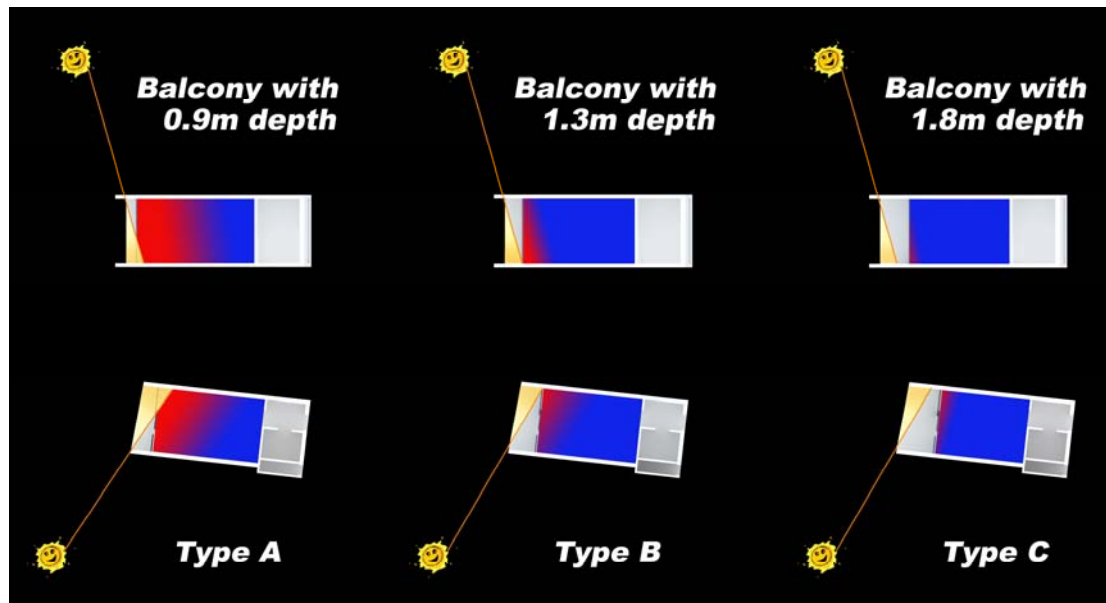 Balcony with
0.9m depth
Balcony with
1.3m depth
Balcony with
1.8m depth
Type A
Type B
Type C